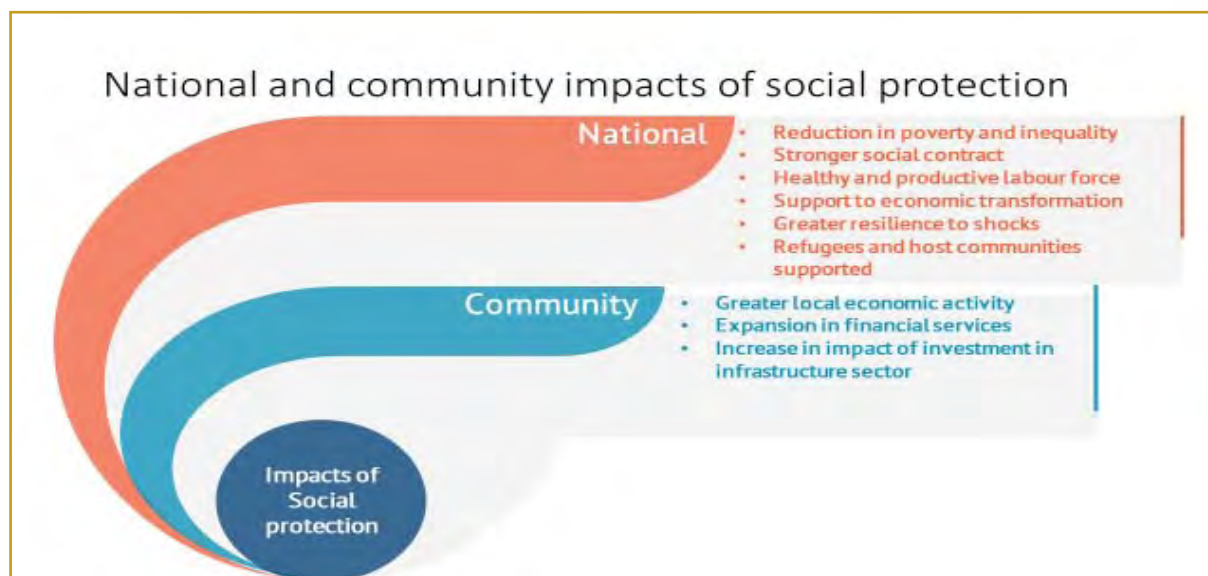 National and community impacts of social protection
National
• Reduction in poverty and inequality
• Stronger social contract
• Healthy and productive labour force
• Support to economic transformation
• Greater resilience to shocks
• Refugees and host communities
supported
Community
• Greater local economic activity
• Expansion in financial services
• Increase in impact of investment in
infrastructure sector
Impacts of
Social
protection